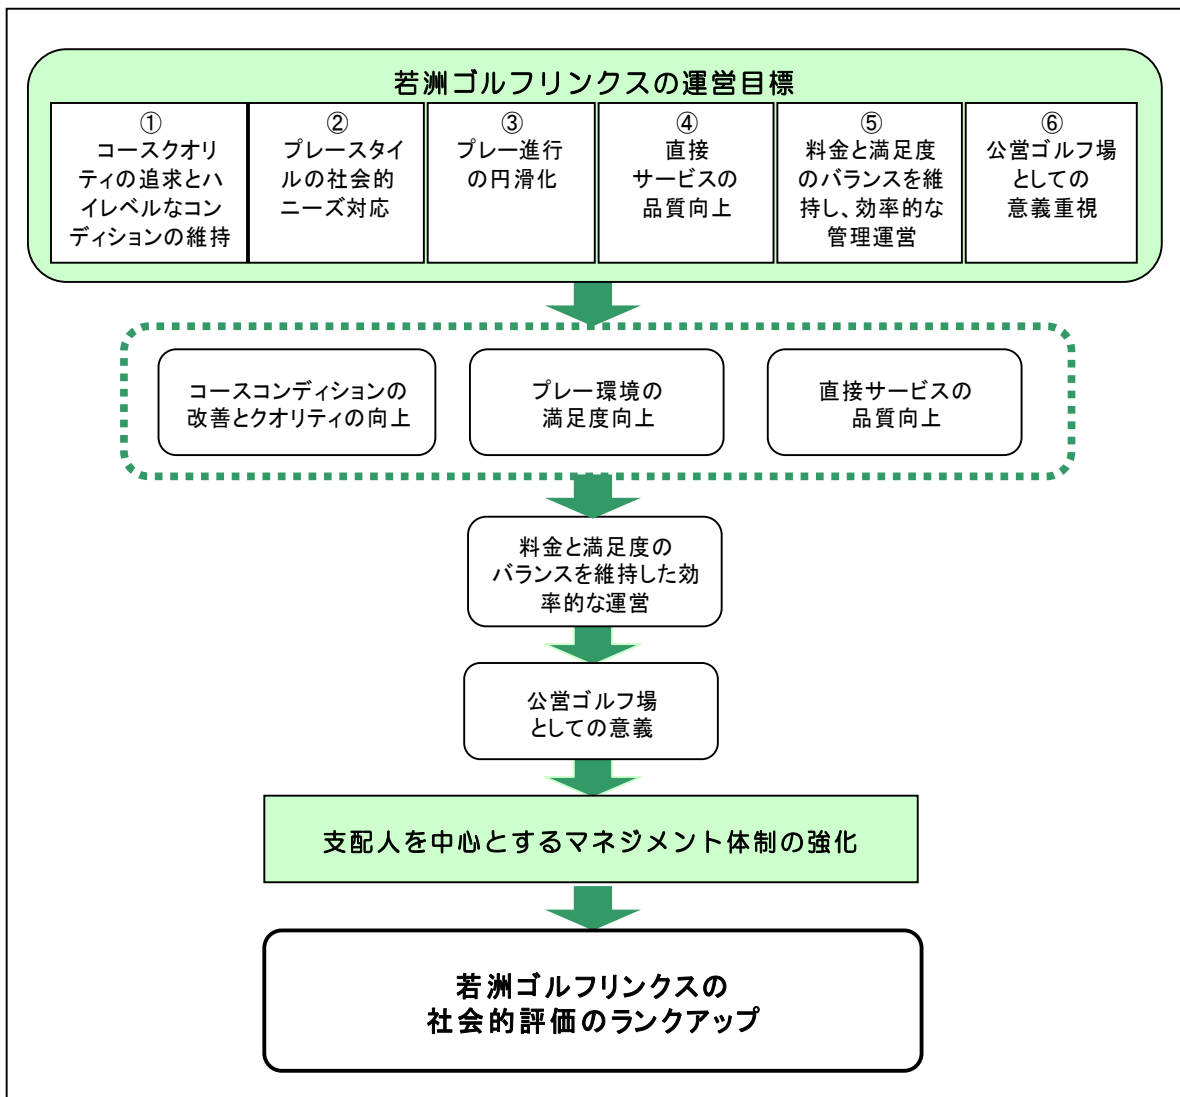 若洲ゴルフリンクスの運営目標
①
コースクオリ
ティの追求とハ
イレベルなコン
ディションの維持
②
プレースタイ
ルの社会的
ニーズ対応
③
プレー進行
の円滑化
④
直接
サービスの
品質向上
⑤
料金と満足度
のバランスを維
持し、効率的な
管理運営
⑥
公営ゴルフ場
としての
意義重視
コースコンディションの
改善とクオリティの向上
プレー環境の
満足度向上
直接サービスの
品質向上
料金と満足度の
バランスを維持した効
率的な運営
公営ゴルフ場
としての意義
支配人を中心とするマネジメント体制の強化
若洲ゴルフリンクスの
社会的評価のランクアップ